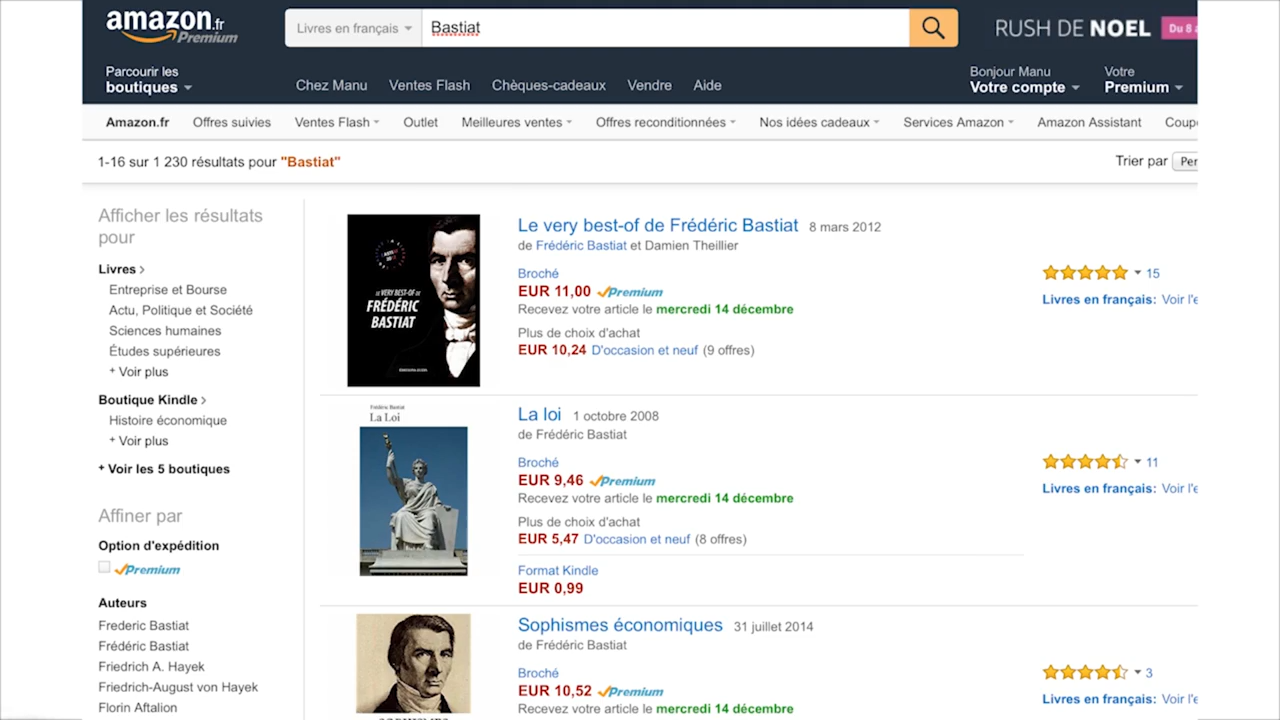 amazon.fr
Premium
Livres en français
Bastiat
RUSH DE NOEL
Du 8
Parcourir les
boutiques
Chez Manu
Ventes Flash
Chèques-cadeaux
Vendre
Aide
Bonjour Manu
Votre compte
Votre
Premium
Amazon.fr
Offres suivies
Ventes Flash
Outlet
Meilleures ventes
Offres reconditionnées
Nos idées cadeaux
Services Amazon
Amazon Assistant
Coup
1-16 sur 1 230 résultats pour "Bastiat"
Trier par
Per
Afficher les résultats
pour
Livres >
Entreprise et Bourse
Actu, Politique et Société
Sciences humaines
Études supérieures
+ Voir plus
Boutique Kindle >
Histoire économique
+ Voir plus
+ Voir les 5 boutiques
Affiner par
Option d'expédition
Premium
Auteurs
Frederic Bastiat
Frédéric Bastiat
Friedrich A. Hayek
Friedrich-August von Hayek
Florin Aftalion
LE VERY BEST-OF DE
FRÉDÉRIC
BASTIAT
Le very best-of de Frédéric Bastiat 8 mars 2012
de Frédéric Bastiat et Damien Theillier
Broché
EUR 11,00 Premium
Recevez votre article le mercredi 14 décembre
Plus de choix d'achat
EUR 10,24 D'occasion et neuf (9 offres)
15
Livres en français: Voir l'e
Frédéric Bastiat
La Loi
La loi 1 octobre 2008
de Frédéric Bastiat
Broché
EUR 9,46 Premium
Recevez votre article le mercredi 14 décembre
Plus de choix d'achat
EUR 5,47 D'occasion et neuf (8 offres)
Format Kindle
EUR 0,99
11
Livres en français: Voir l'e
Sophismes économiques 31 juillet 2014
de Frédéric Bastiat
Broché
EUR 10,52 Premium
Recevez votre article le mercredi 14 décembre
3
Livres en français: Voir l'e